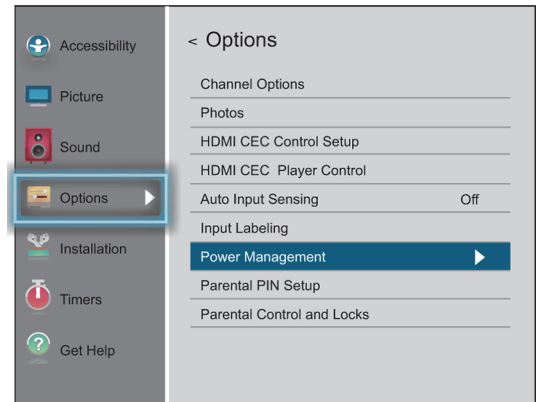 Accessibility
Picture
Sound
Options
Installation
Timers
Get Help
< Options
Channel Options
Photos
HDMI CEC Control Setup
HDMI CEC Player Control
Auto Input Sensing Off
Input Labeling
Power Management
Parental PIN Setup
Parental Control and Locks